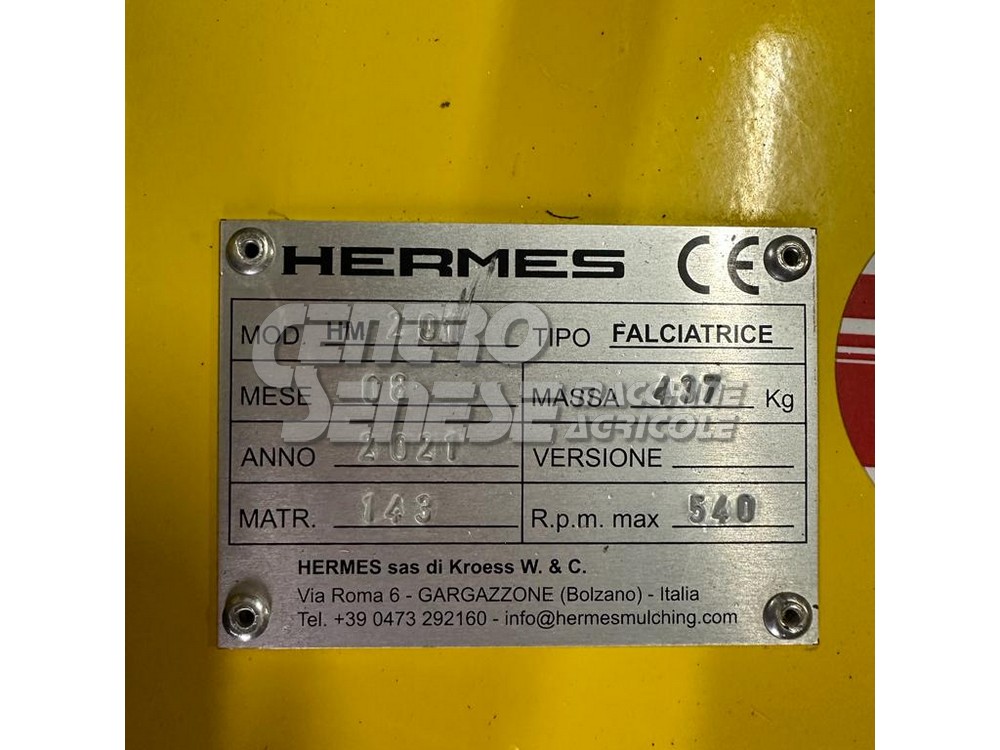 HERMES CE
MOD. HM 201 TIPO FALCIATRICE
MESE 08 MASSA 437 Kg
ANNO 2021 VERSIONE
MATR. 143 R.p.m. max 540
HERMES sas di Kroess W. & C.
Via Roma 6 - GARGAZZONE (Bolzano) - Italia
Tel. +39 0473 292160 - info@hermesmulching.com
CENTRO
SENESE
MACCHINE
AGRICOLE